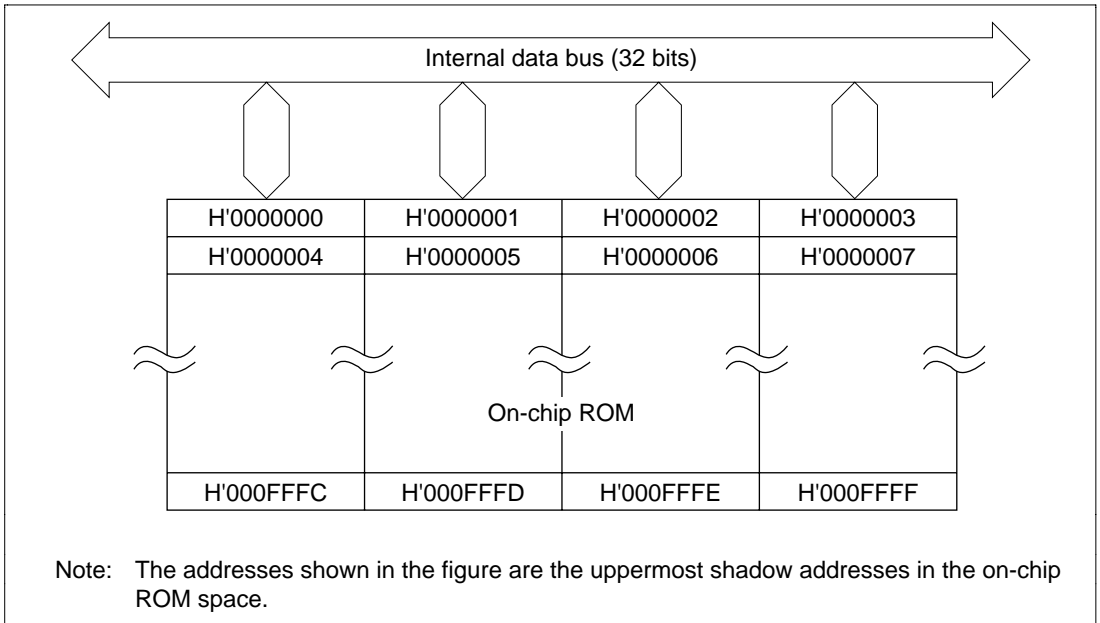 Internal data bus (32 bits)
H'0000000 H'0000001 H'0000002 H'0000003
H'0000004 H'0000005 H'0000006 H'0000007
On-chip ROM
H'000FFFC H'000FFFD H'000FFFE H'000FFFF
Note: The addresses shown in the figure are the uppermost shadow addresses in the on-chip
ROM space.